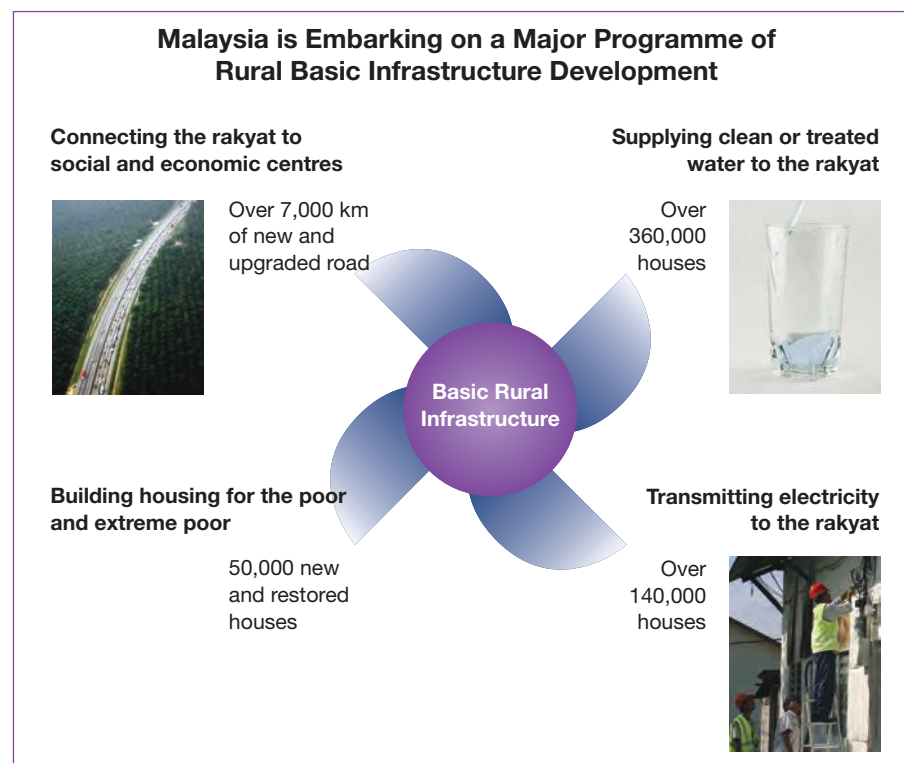 Malaysia is Embarking on a Major Programme of
Rural Basic Infrastructure Development
Connecting the rakyat to
social and economic centres
Over 7,000 km
of new and
upgraded road
Supplying clean or treated
water to the rakyat
Over
360,000
houses
Basic Rural
Infrastructure
Building housing for the poor
and extreme poor
50,000 new
and restored
houses
Transmitting electricity
to the rakyat
Over
140,000
houses